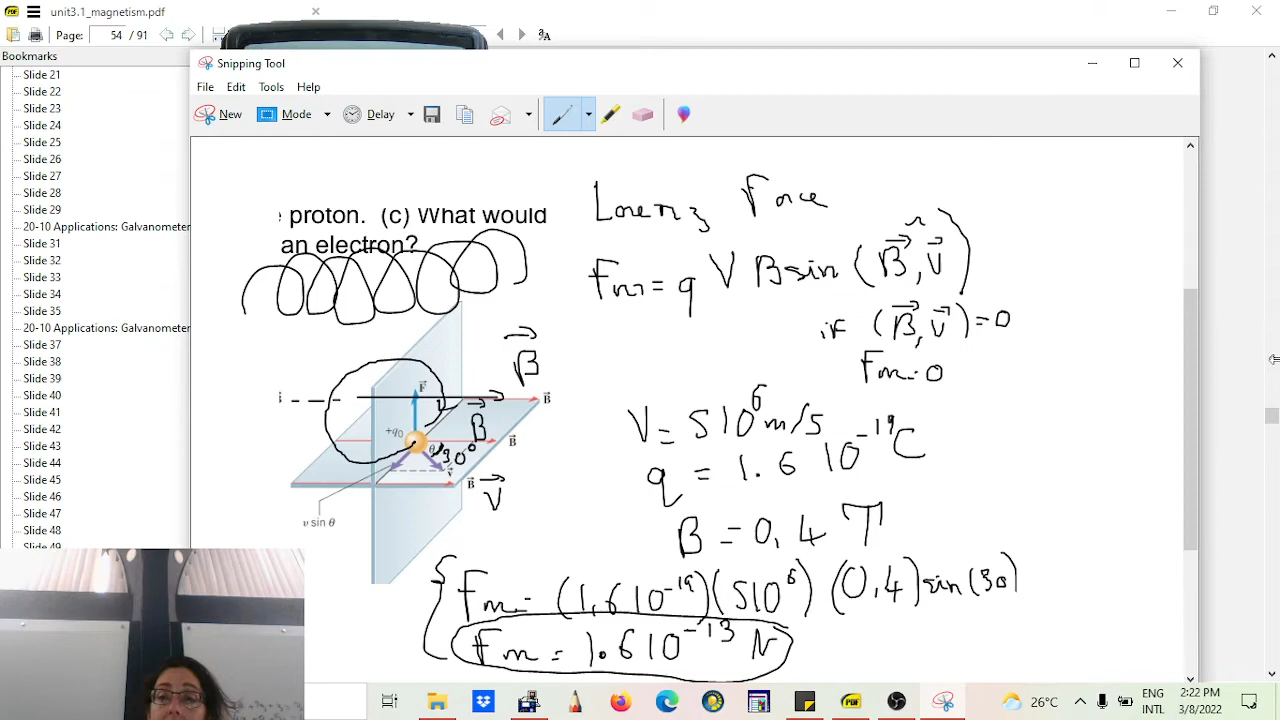 unit3.1_magnetism.pdf
Page: 54 / 91
Bookmarks
Slide 21
Slide 22
Slide 23
Slide 24
Slide 25
Slide 26
Slide 27
Slide 28
Slide 29
20-10 Applications: Galvanometer
Slide 31
Slide 32
Slide 33
Slide 34
Slide 35
20-10 Applications: Galvanometer
Slide 37
Slide 38
Slide 39
Slide 40
Slide 41
Slide 42
Slide 43
Slide 44
Slide 45
Slide 46
Slide 47
Slide 48
Slide 49
Snipping Tool
File Edit Tools Help
New Mode Delay
e proton. (c) What would
an electron?
B
F
B
+q0
B
B
θ 30°
v
B
V
υ sin θ
Lorenz Force
Fm = q V B sin (B, v)
if (B, v) = 0
Fm = 0
V = 5 10^6 m/s
q = 1.6 10^-19 C
B = 0,4 T
Fm = (1,6 10^-19) (5 10^6) (0,4) sin (30)
Fm = 1.6 10^-13 N
26°C ENG INTL 2:22 PM 3/8/2022